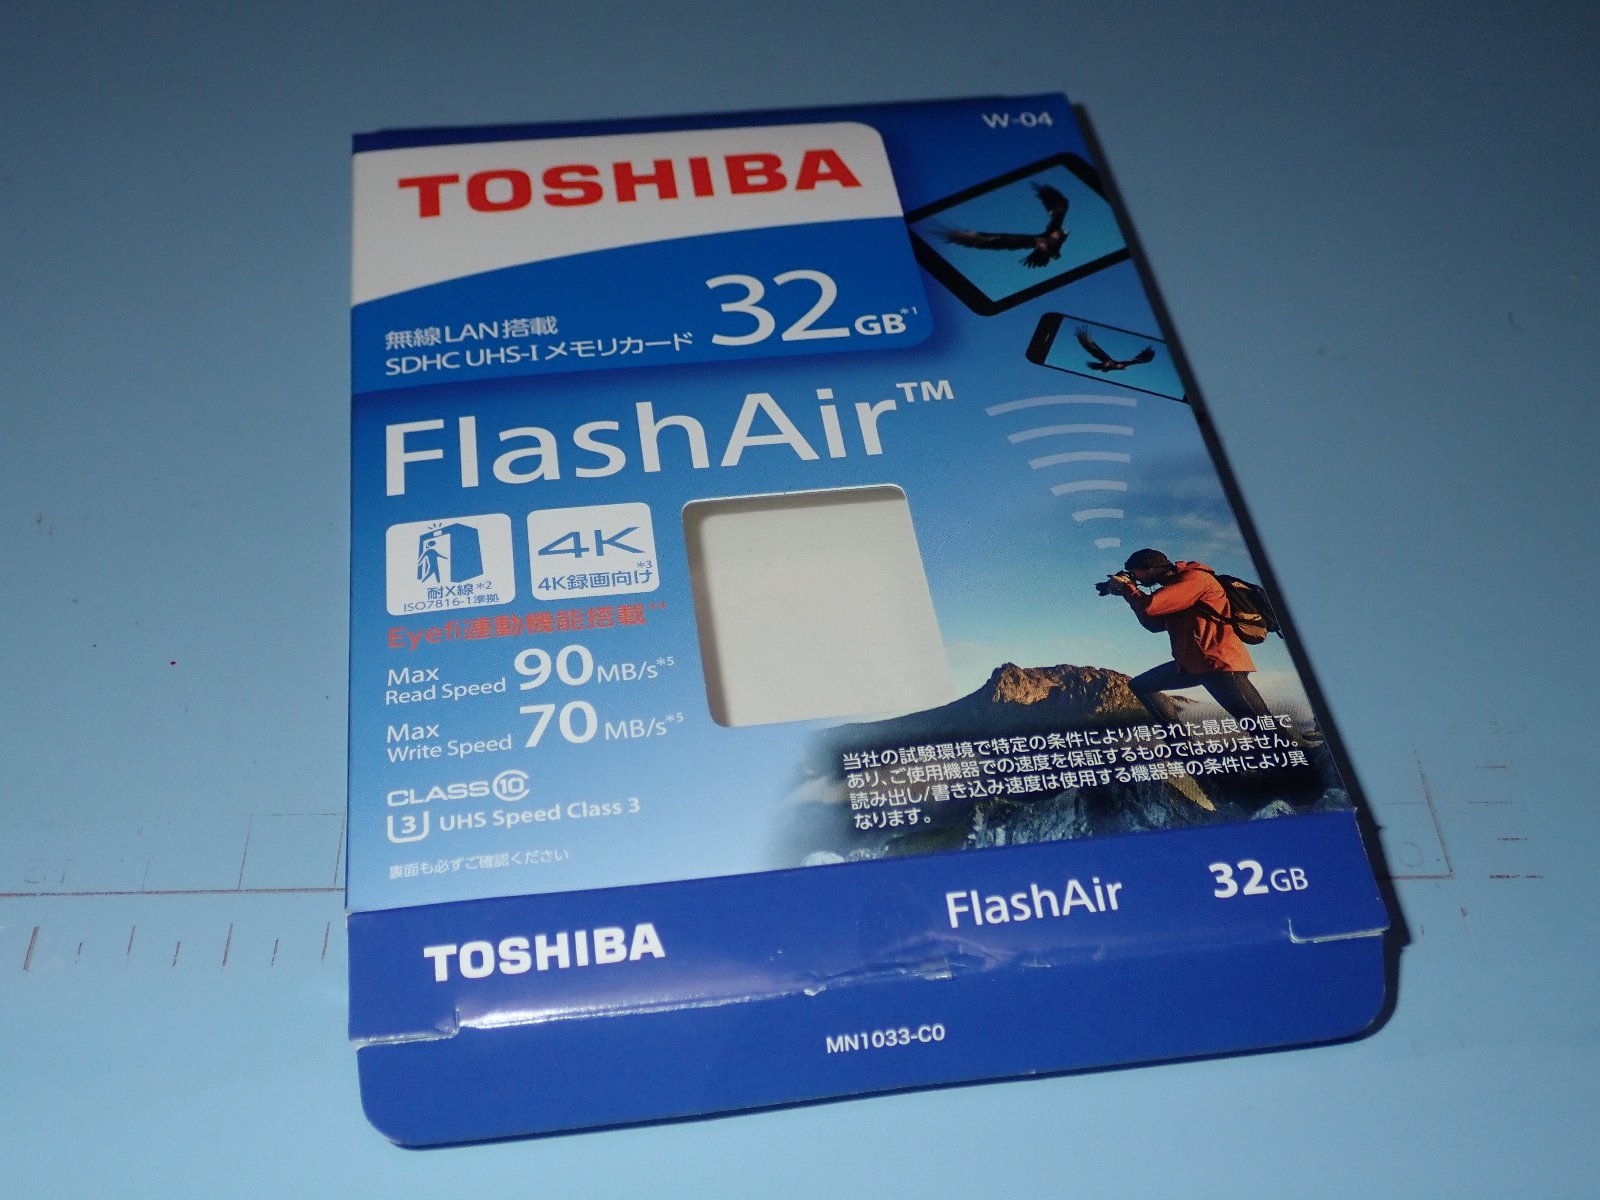 W-04
TOSHIBA
無線LAN搭載
SDHC UHS-I メモリカード
32GB*1
FlashAir™
耐X線*2
ISO7816-1準拠
4K
4K録画向け*3
Eyefi連動機能搭載*4
Max
Read Speed 90MB/s*5
Max
Write Speed 70MB/s*5
CLASS 10
3 UHS Speed Class 3
裏面も必ずご確認ください
当社の試験環境で特定の条件により得られた最良の値で
あり、ご使用機器での速度を保証するものではありません。
読み出し/書き込み速度は使用する機器等の条件により異
なります。
TOSHIBA FlashAir 32GB
MN1033-C0